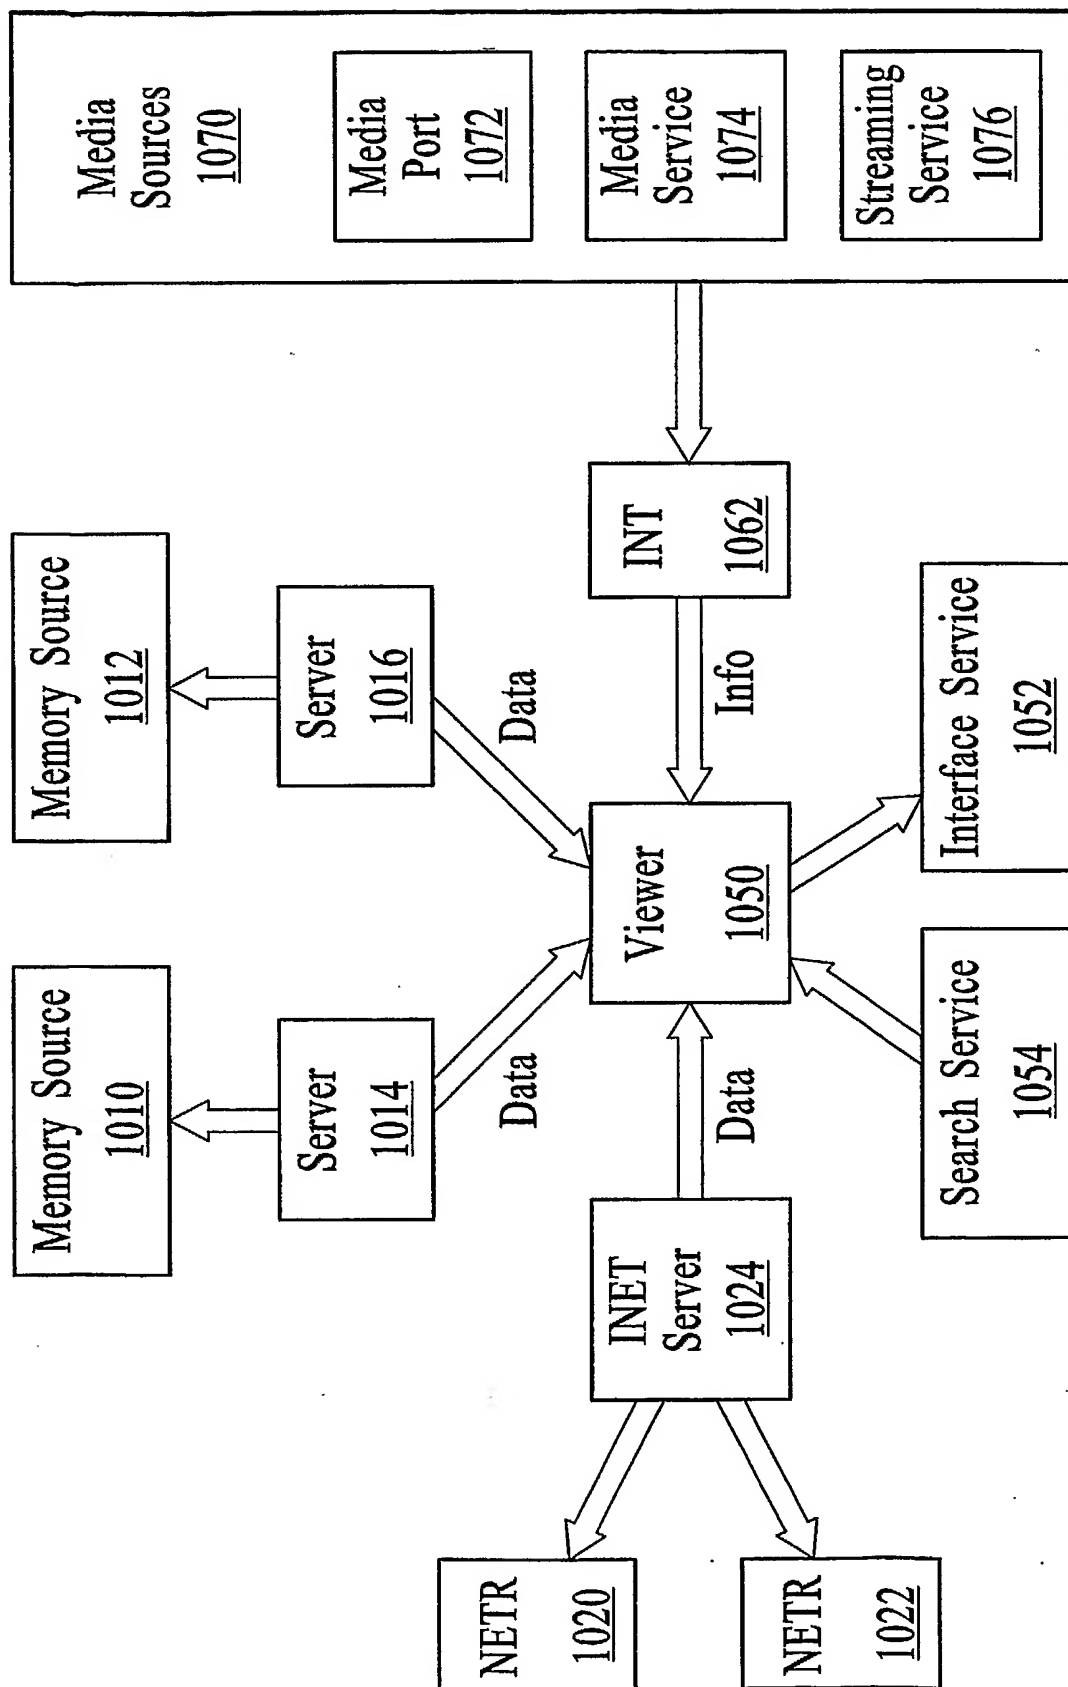 Memory Source
1010
Memory Source
1012
Media
Sources
1070
Server
1014
Server
1016
Media
Port
1072
NETR
1020
Data
Data
INET
Server
1024
Viewer
1050
INT
1062
Media
Service
1074
Data
Info
NETR
1022
Streaming
Service
1076
Search Service
1054
Interface Service
1052